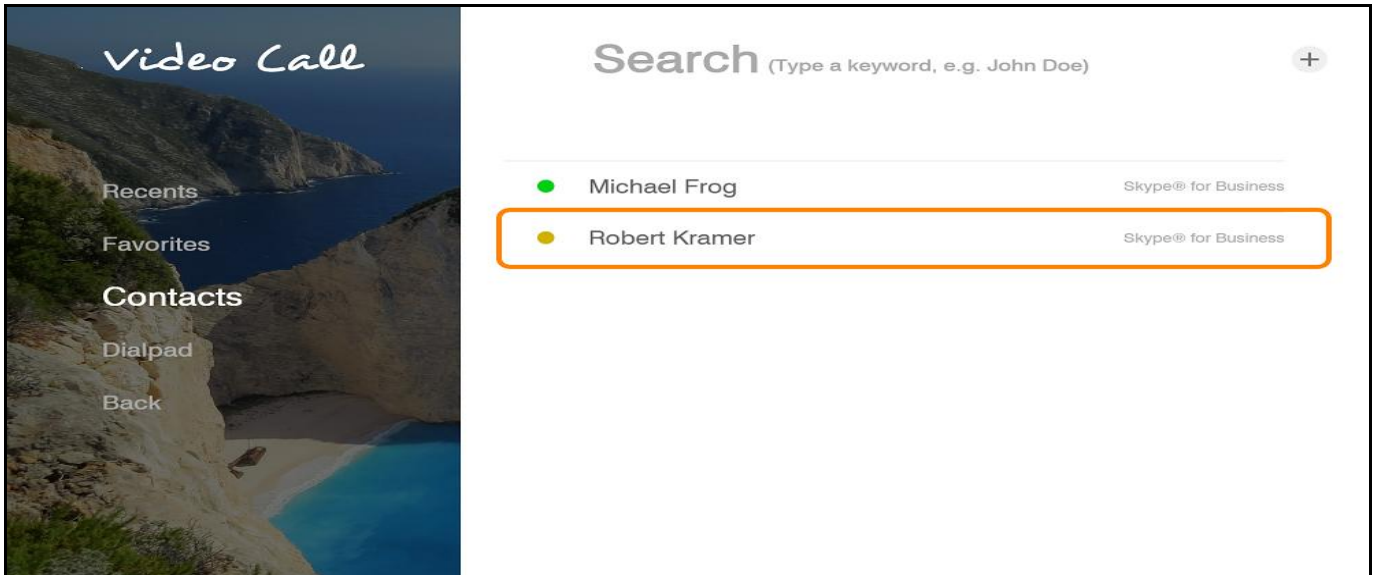 Video Call
Recents
Favorites
Contacts
Dialpad
Back
Search (Type a keyword, e.g. John Doe)
+
Michael Frog Skype® for Business
Robert Kramer Skype® for Business